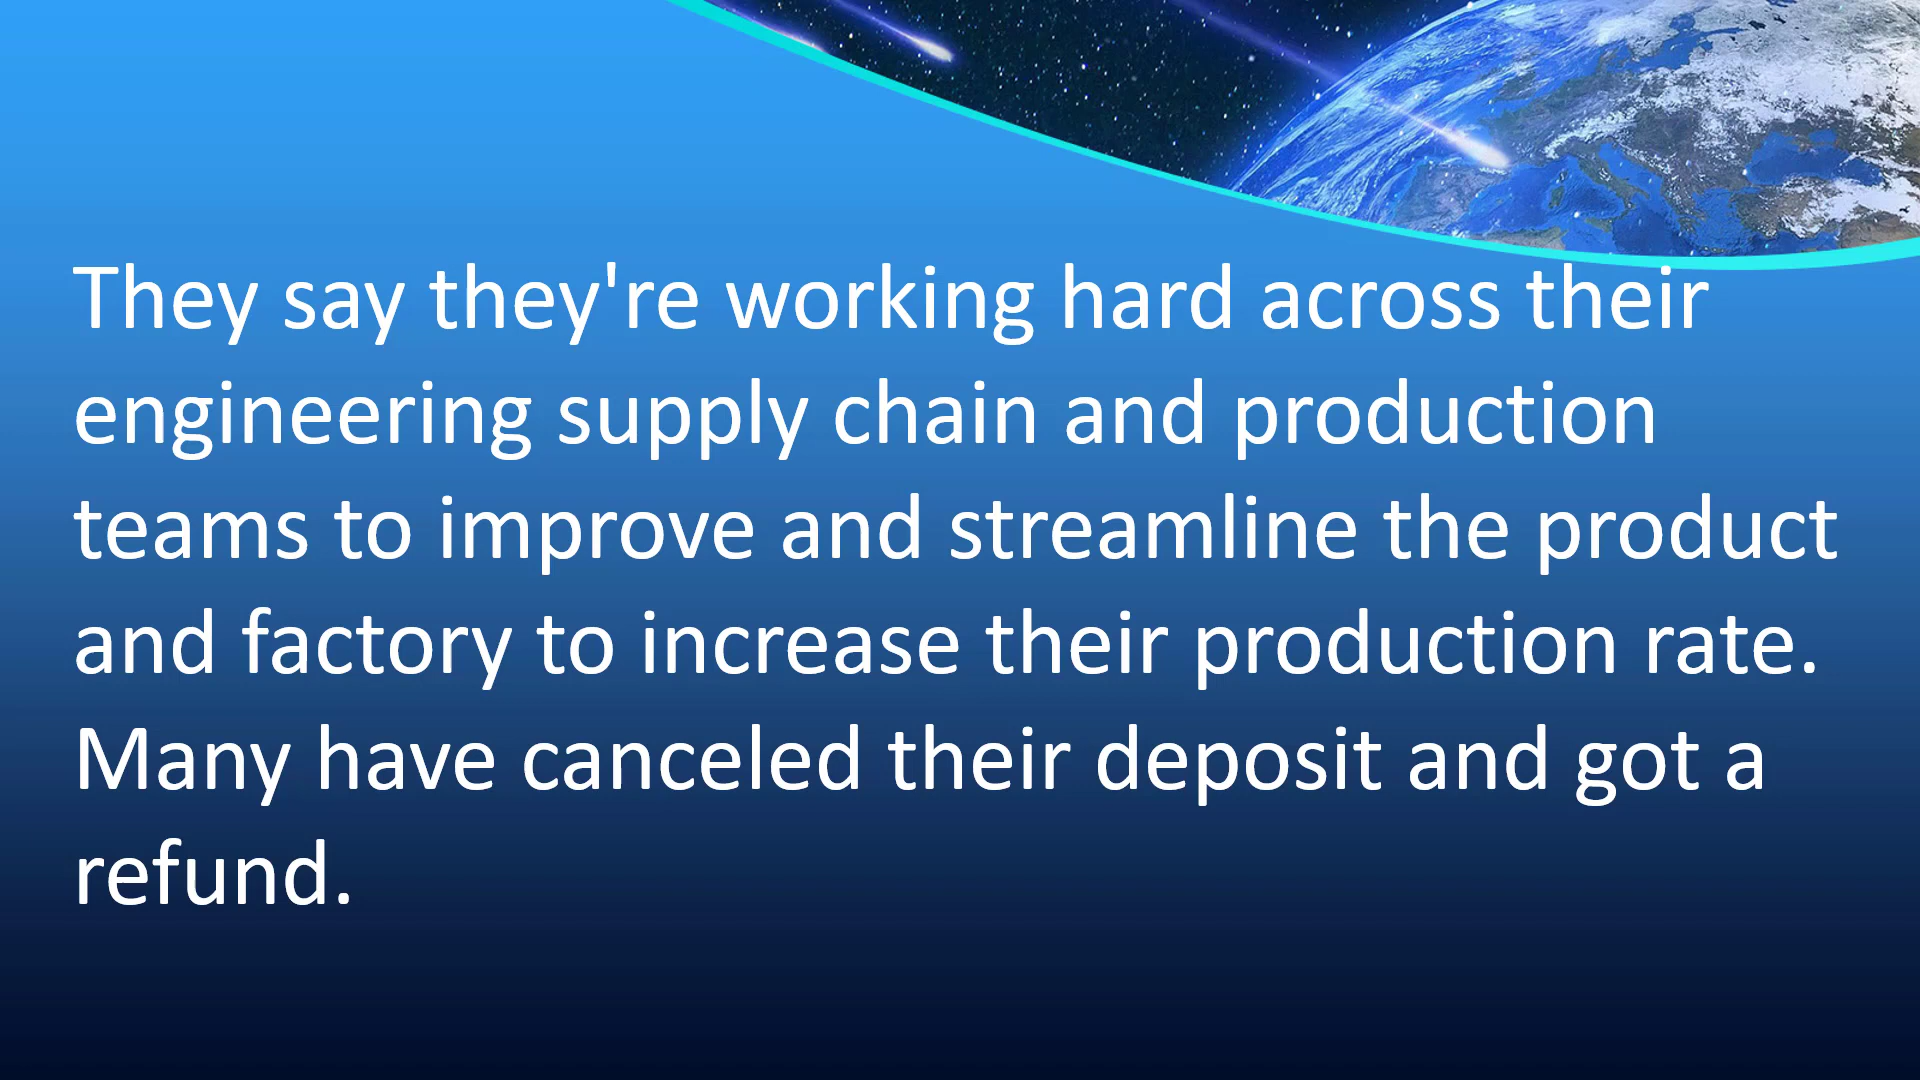 They say they're working hard across their
engineering supply chain and production
teams to improve and streamline the product
and factory to increase their production rate.
Many have canceled their deposit and got a
refund.